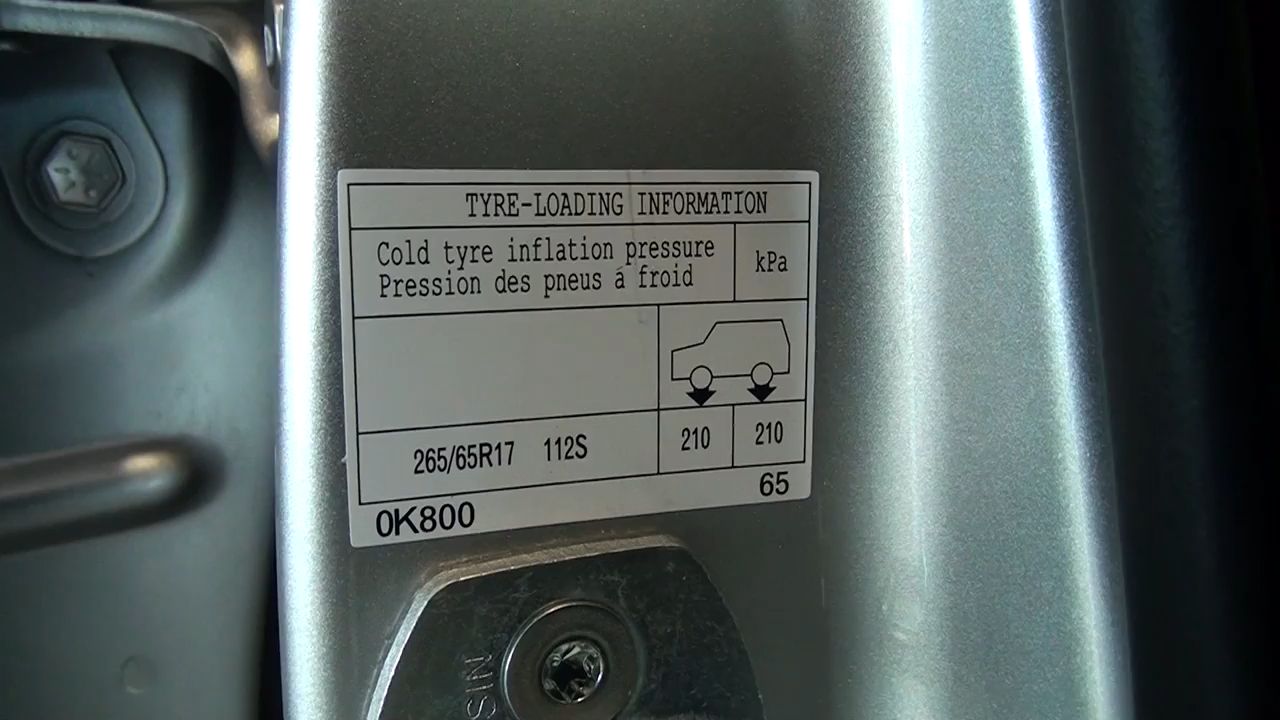 TYRE-LOADING INFORMATION
Cold tyre inflation pressure
Pression des pneus á froid
kPa
265/65R17 112S 210 210
0K800 65
SIN